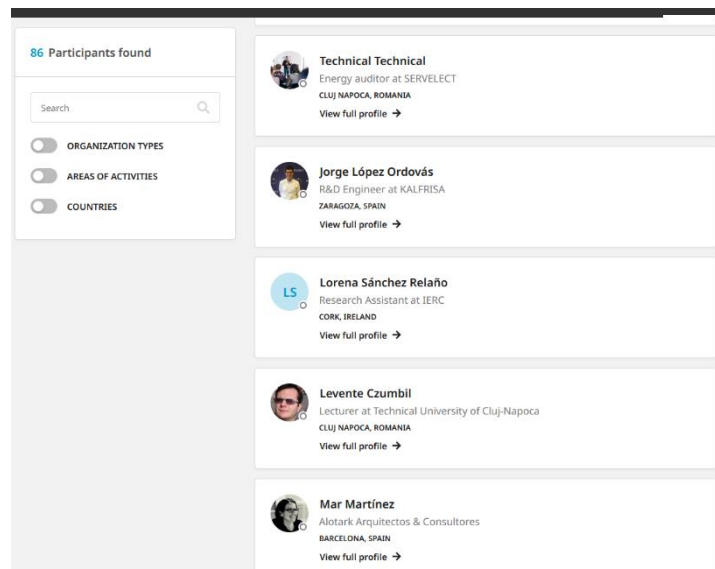 86 Participants found
Search
ORGANIZATION TYPES
AREAS OF ACTIVITIES
COUNTRIES
Technical Technical
Energy auditor at SERVELECT
CLUJ NAPOCA, ROMANIA
View full profile →
Jorge López Ordovás
R&D Engineer at KALFRISA
ZARAGOZA, SPAIN
View full profile →
LS
Lorena Sánchez Relaño
Research Assistant at IERC
CORK, IRELAND
View full profile →
Levente Czumbil
Lecturer at Technical University of Cluj-Napoca
CLUJ NAPOCA, ROMANIA
View full profile →
Mar Martínez
Alotark Arquitectos & Consultores
BARCELONA, SPAIN
View full profile →